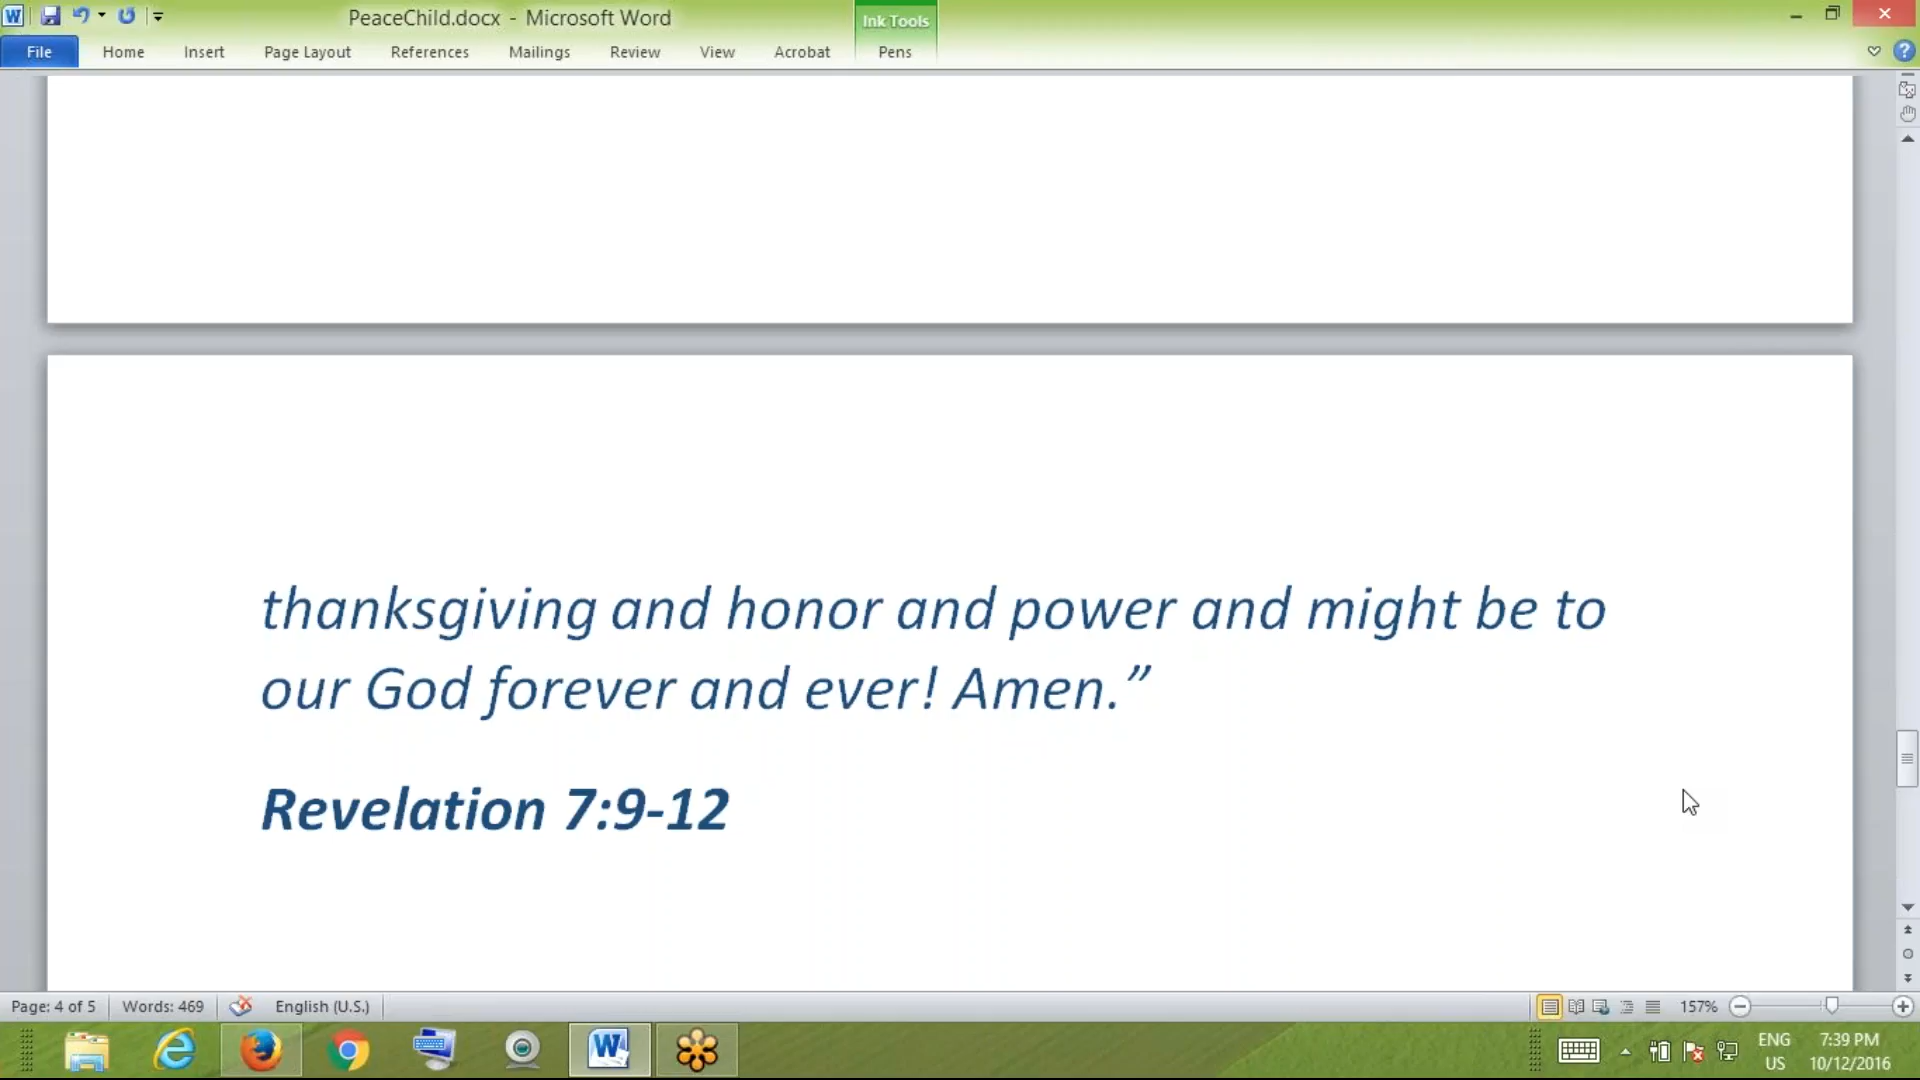 PeaceChild.docx - Microsoft Word
Ink Tools
File Home Insert Page Layout References Mailings Review View Acrobat Pens
thanksgiving and honor and power and might be to
our God forever and ever! Amen.”
Revelation 7:9-12
Page: 4 of 5 Words: 469 English (U.S.) 157%
ENG 7:39 PM
US 10/12/2016